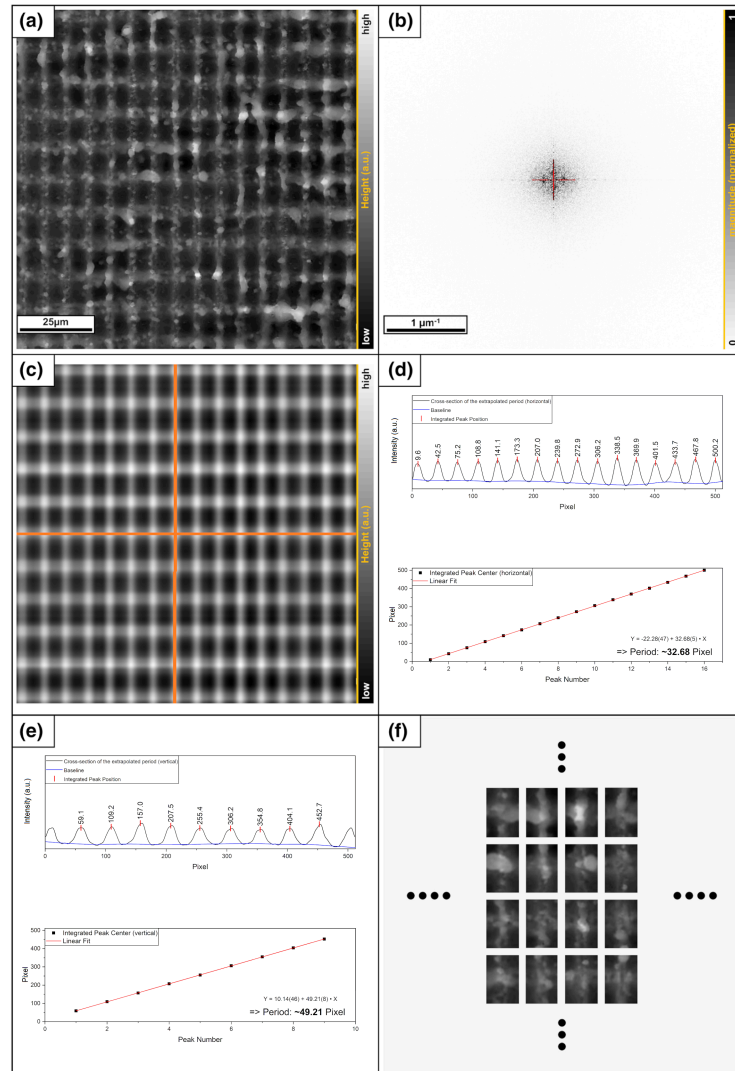 (a)
high
Height (a.u.)
low
25µm
(b)
1
magnitude (normalized)
0
1 µm⁻¹
(c)
high
Height (a.u.)
low
(d)
Cross-section of the extrapolated period (horizontal)
Baseline
Integrated Peak Position
Intensity (a.u.)
9.6 42.5 75.2 108.8 141.1 173.3 207.0 239.8 272.9 306.2 338.5 369.9 401.5 433.7 467.8 500.2
0 100 200 300 400 500
Pixel
Integrated Peak Center (horizontal)
Linear Fit
Pixel
500
400
300
200
100
0
Y = -22.28(47) + 32.68(5) • X
=> Period: ~32.68 Pixel
0 2 4 6 8 10 12 14 16
Peak Number
(e)
Cross-section of the extrapolated period (vertical)
Baseline
Integrated Peak Position
Intensity (a.u.)
59.1 109.2 157.0 207.5 255.4 306.2 354.8 404.1 452.7
0 100 200 300 400 500
Pixel
Integrated Peak Center (vertical)
Linear Fit
Pixel
500
400
300
200
100
0
Y = 10.14(46) + 49.21(8) • X
=> Period: ~49.21 Pixel
0 2 4 6 8 10
Peak Number
(f)